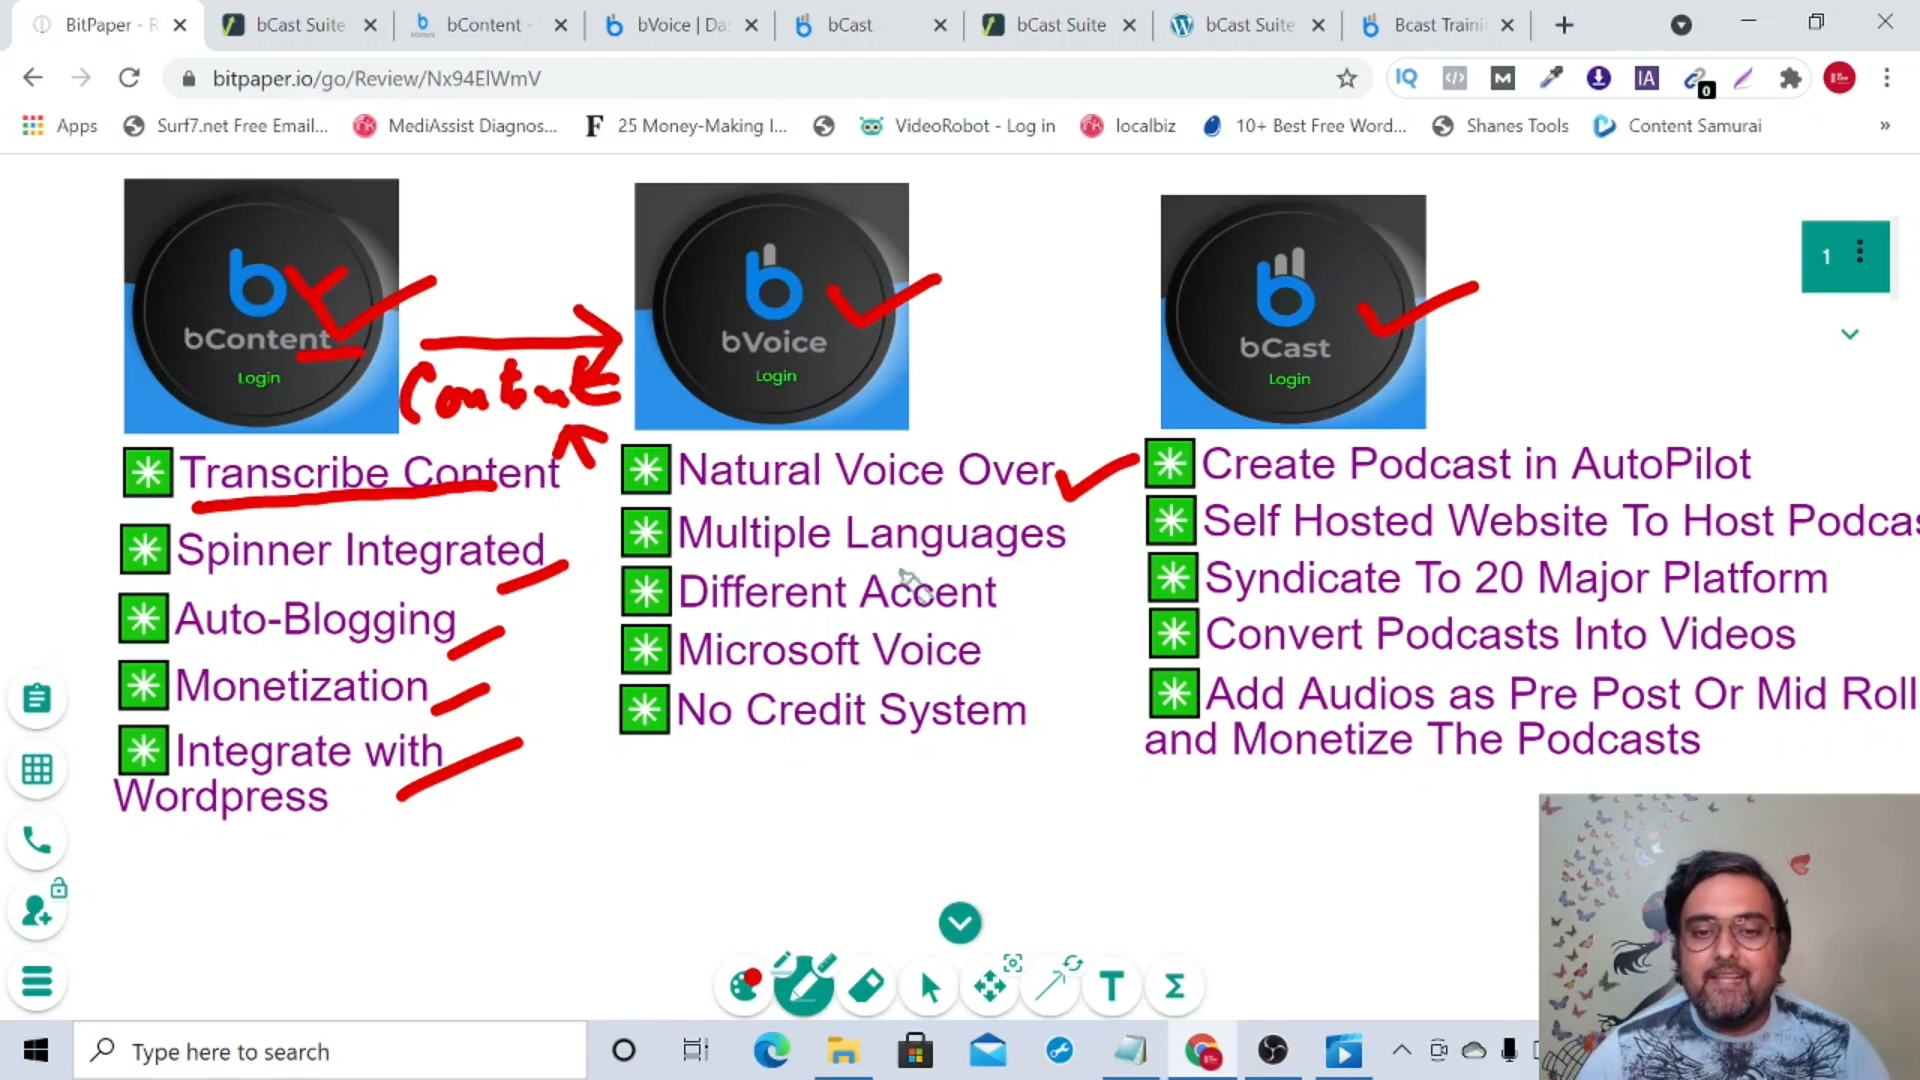 BitPaper - R
bCast Suite
bContent -
bVoice | Da
bCast
bCast Suite
bCast Suite
Bcast Traini
bitpaper.io/go/Review/Nx94ElWmV
IQ
M
IA
0
Apps
Surf7.net Free Email...
MediAssist Diagnos...
25 Money-Making I...
VideoRobot - Log in
localbiz
10+ Best Free Word...
Shanes Tools
Content Samurai
»
bContent
Login
Content
bVoice
Login
bCast
Login
1
Transcribe Content
Spinner Integrated
Auto-Blogging
Monetization
Integrate with
Wordpress
Natural Voice Over
Multiple Languages
Different Accent
Microsoft Voice
No Credit System
Create Podcast in AutoPilot
Self Hosted Website To Host Podcas
Syndicate To 20 Major Platform
Convert Podcasts Into Videos
Add Audios as Pre Post Or Mid Roll
and Monetize The Podcasts
T
Σ
Type here to search